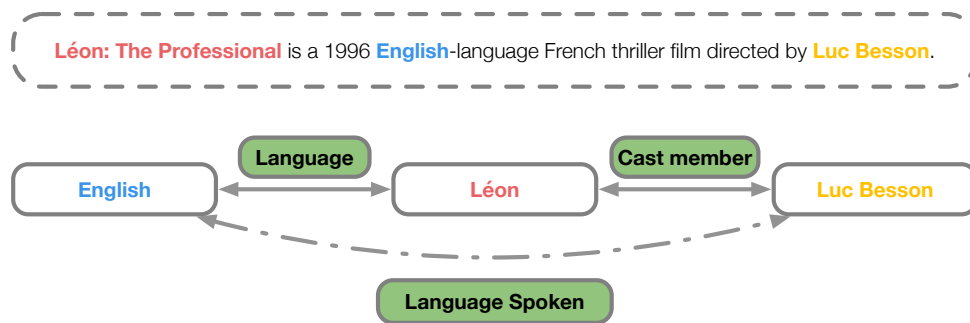 Léon: The Professional is a 1996 English-language French thriller film directed by Luc Besson.
Language
Cast member
English
Léon
Luc Besson
Language Spoken